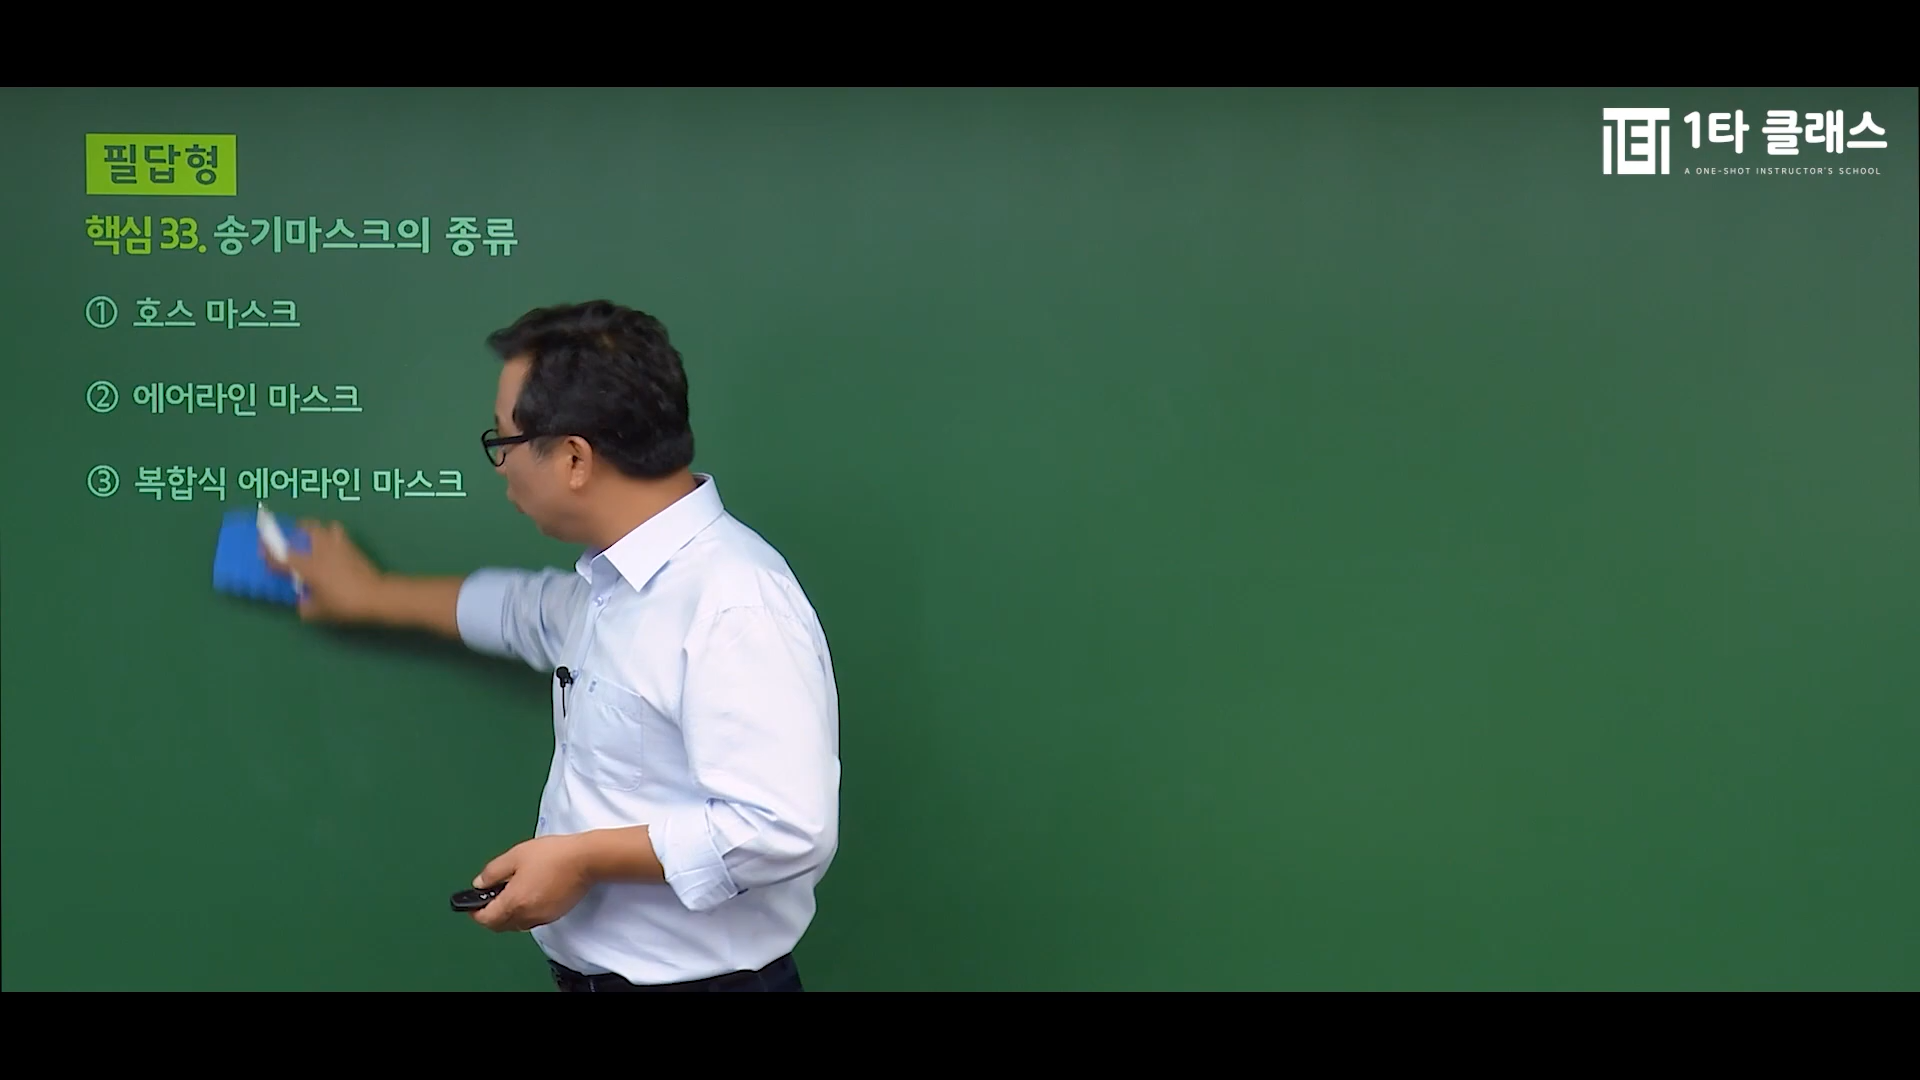 1타 클래스
A ONE-SHOT INSTRUCTOR'S SCHOOL
필답형
핵심 33. 송기마스크의 종류
① 호스 마스크
② 에어라인 마스크
③ 복합식 에어라인 마스크